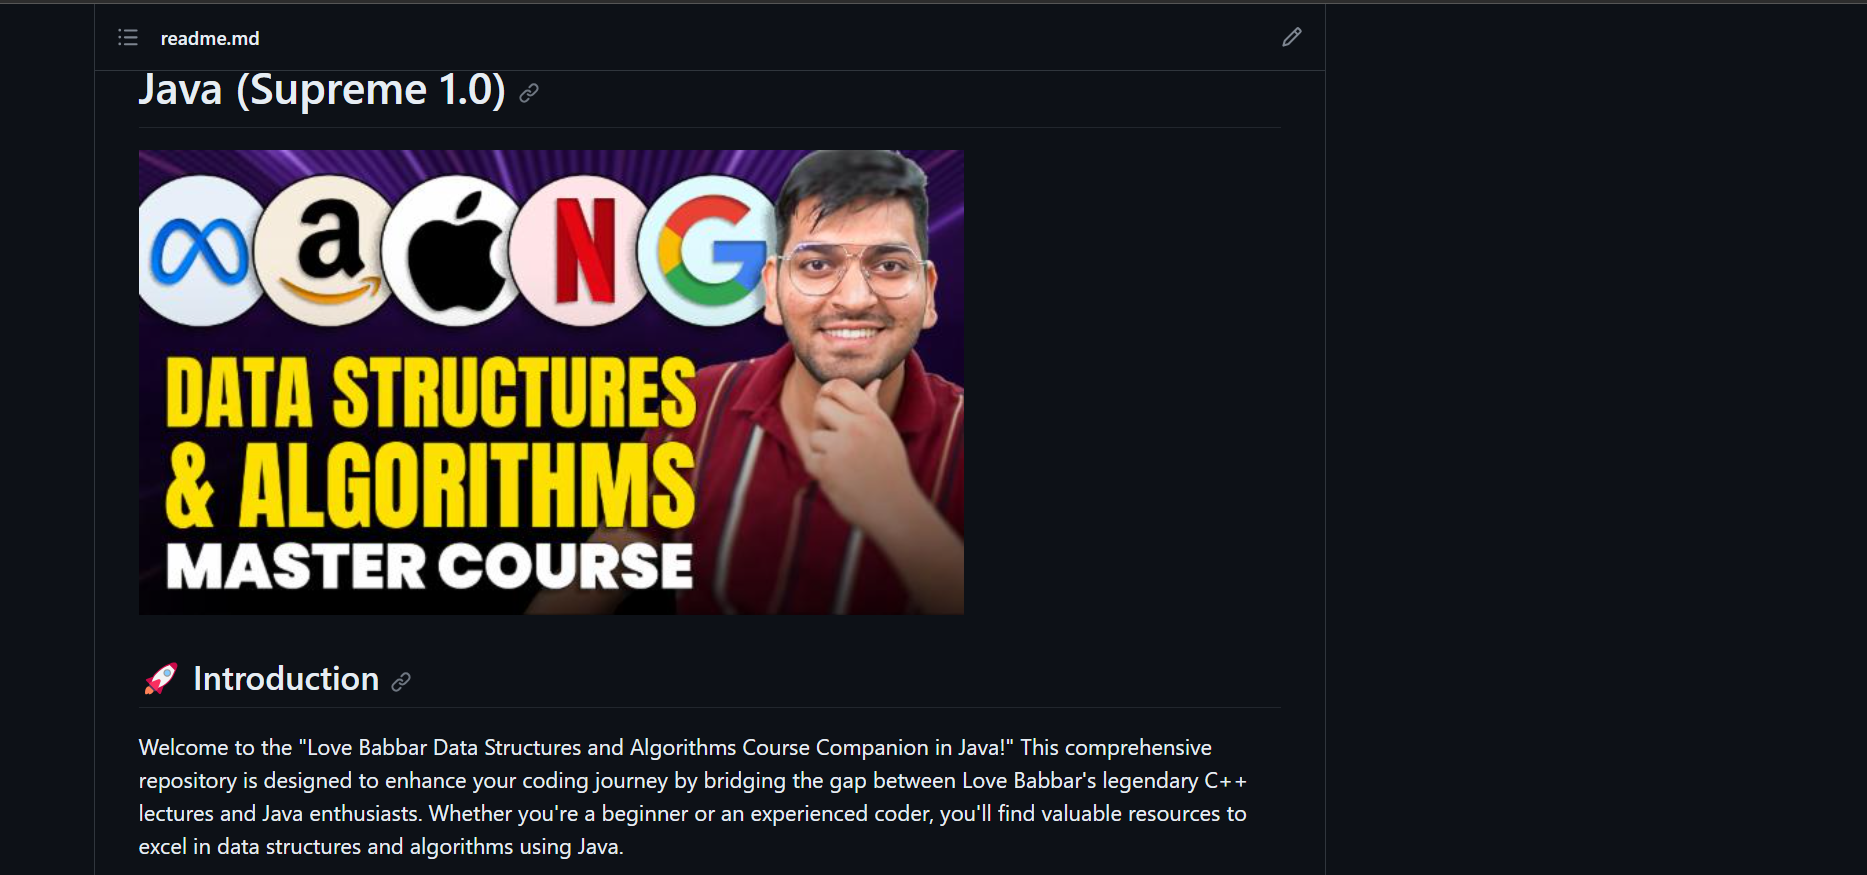 readme.md
Java (Supreme 1.0)
DATA STRUCTURES
& ALGORITHMS
MASTER COURSE
🚀 Introduction
Welcome to the "Love Babbar Data Structures and Algorithms Course Companion in Java!" This comprehensive
repository is designed to enhance your coding journey by bridging the gap between Love Babbar's legendary C++
lectures and Java enthusiasts. Whether you're a beginner or an experienced coder, you'll find valuable resources to
excel in data structures and algorithms using Java.